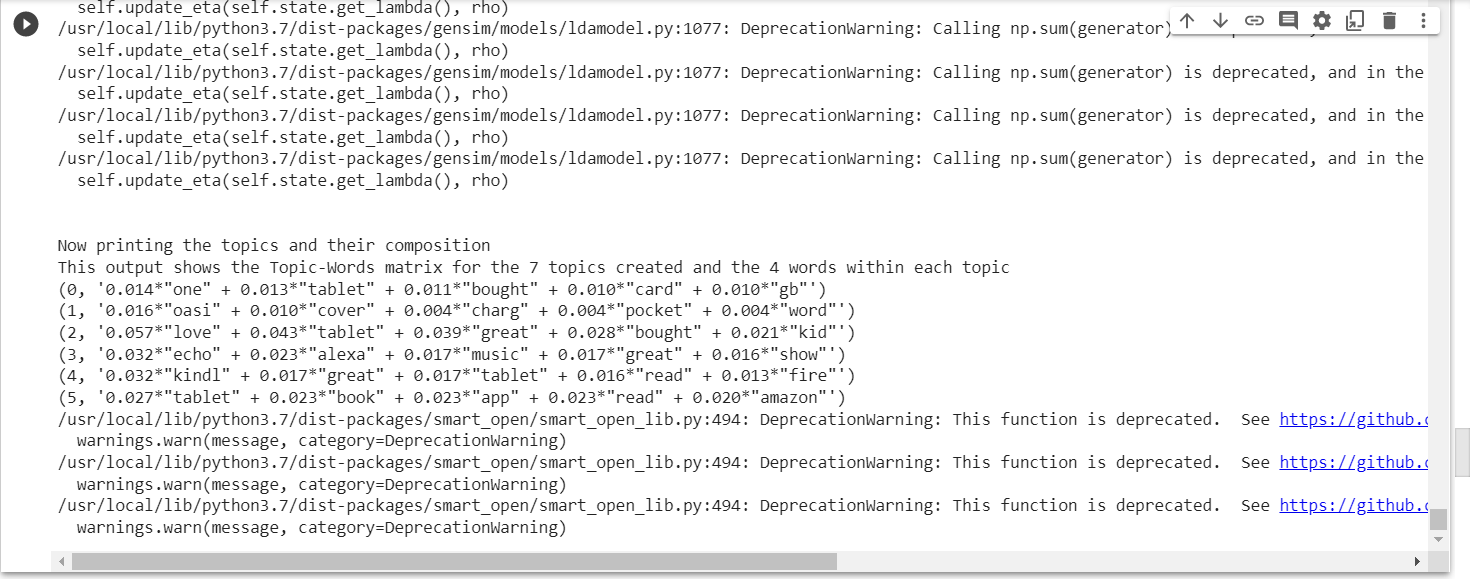 self.update_eta(self.state.get_lambda(), rho)
/usr/local/lib/python3.7/dist-packages/gensim/models/ldamodel.py:1077: DeprecationWarning: Calling np.sum(generator)
self.update_eta(self.state.get_lambda(), rho)
/usr/local/lib/python3.7/dist-packages/gensim/models/ldamodel.py:1077: DeprecationWarning: Calling np.sum(generator) is deprecated, and in the
self.update_eta(self.state.get_lambda(), rho)
/usr/local/lib/python3.7/dist-packages/gensim/models/ldamodel.py:1077: DeprecationWarning: Calling np.sum(generator) is deprecated, and in the
self.update_eta(self.state.get_lambda(), rho)
/usr/local/lib/python3.7/dist-packages/gensim/models/ldamodel.py:1077: DeprecationWarning: Calling np.sum(generator) is deprecated, and in the
self.update_eta(self.state.get_lambda(), rho)
Now printing the topics and their composition
This output shows the Topic-Words matrix for the 7 topics created and the 4 words within each topic
(0, '0.014*"one" + 0.013*"tablet" + 0.011*"bought" + 0.010*"card" + 0.010*"gb"')
(1, '0.016*"oasi" + 0.010*"cover" + 0.004*"charg" + 0.004*"pocket" + 0.004*"word"')
(2, '0.057*"love" + 0.043*"tablet" + 0.039*"great" + 0.028*"bought" + 0.021*"kid"')
(3, '0.032*"echo" + 0.023*"alexa" + 0.017*"music" + 0.017*"great" + 0.016*"show"')
(4, '0.032*"kindl" + 0.017*"great" + 0.017*"tablet" + 0.016*"read" + 0.013*"fire"')
(5, '0.027*"tablet" + 0.023*"book" + 0.023*"app" + 0.023*"read" + 0.020*"amazon"')
/usr/local/lib/python3.7/dist-packages/smart_open/smart_open_lib.py:494: DeprecationWarning: This function is deprecated.  See https://github.c
warnings.warn(message, category=DeprecationWarning)
/usr/local/lib/python3.7/dist-packages/smart_open/smart_open_lib.py:494: DeprecationWarning: This function is deprecated.  See https://github.c
warnings.warn(message, category=DeprecationWarning)
/usr/local/lib/python3.7/dist-packages/smart_open/smart_open_lib.py:494: DeprecationWarning: This function is deprecated.  See https://github.c
warnings.warn(message, category=DeprecationWarning)